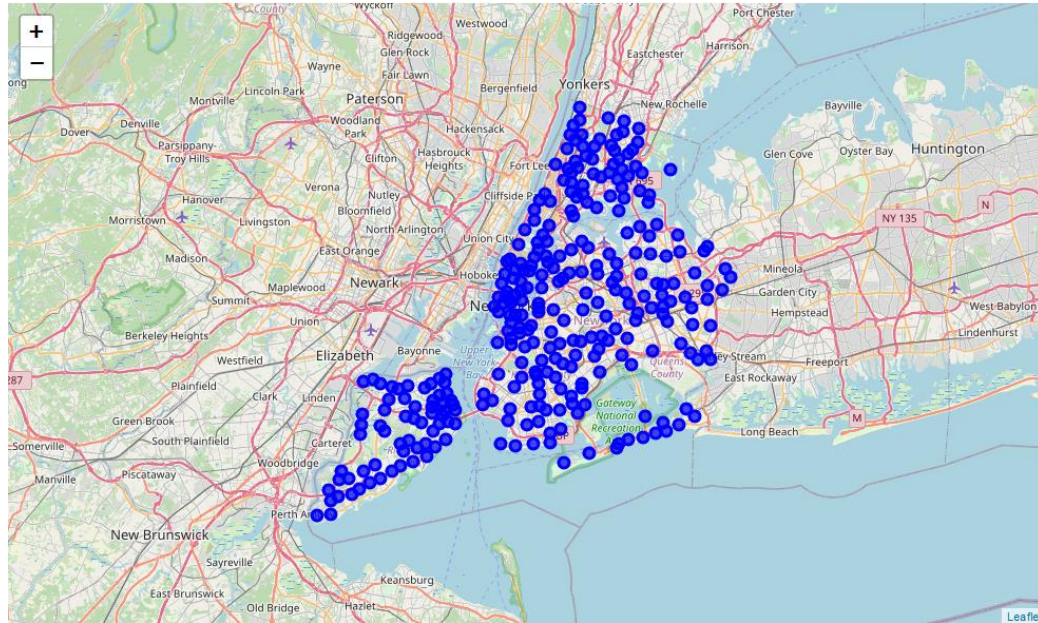 Wyckoff
Port Chester
County
Ridgewood
Westwood
Glen Rock
Eastchester
Harrison
+
−
Wayne
Fair Lawn
Bergenfield
Yonkers
ong
Lincoln Park
Paterson
New Rochelle
Montville
Bayville
Dover
Denville
Totowa
Woodland
Park
Hackensack
Parsippany-
Troy Hills
Clifton
Hasbrouck
Heights
Fort Lee
Glen Cove
Oyster Bay
Huntington
Verona
Nutley
Cliffside Park
695
Hanover
Bloomfield
Morristown
Livingston
North Arlington
NY 135
N
Union City
Madison
East Orange
Mineola
Summit
Maplewood
Newark
Hoboken
Garden City
West Babylon
Berkeley Heights
Union
Hempstead
Lindenhurst
Elizabeth
Bayonne
Upper
New York
Bay
Queens
County
Valley Stream
Freeport
Westfield
287
Plainfield
Clark
Linden
East Rockaway
Green Brook
Gateway
National
Recreation
Area
M
Somerville
South Plainfield
Carteret
Long Beach
Woodbridge
Piscataway
Manville
Perth Amboy
New Brunswick
Sayreville
Keansburg
East Brunswick
Old Bridge
Hazlet
Leaflet